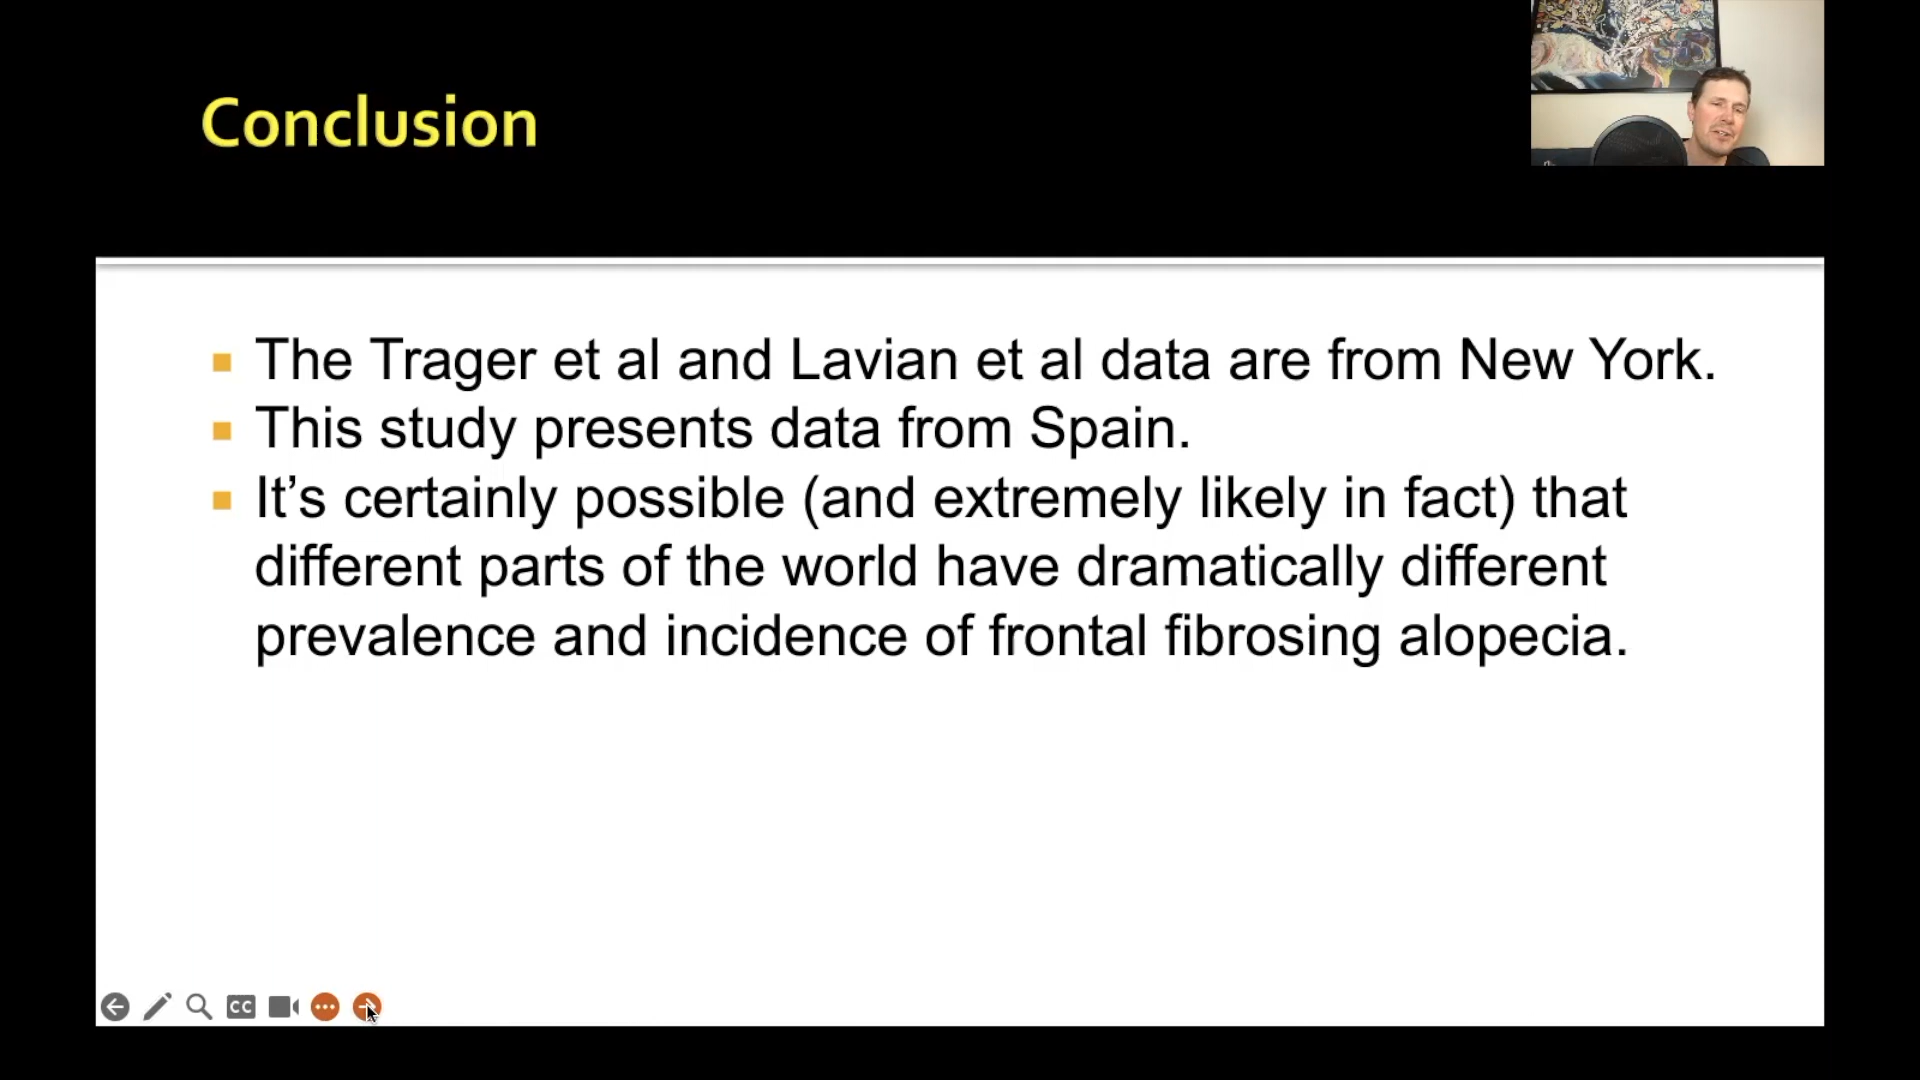 Conclusion
The Trager et al and Lavian et al data are from New York.
This study presents data from Spain.
It’s certainly possible (and extremely likely in fact) that
different parts of the world have dramatically different
prevalence and incidence of frontal fibrosing alopecia.
CC